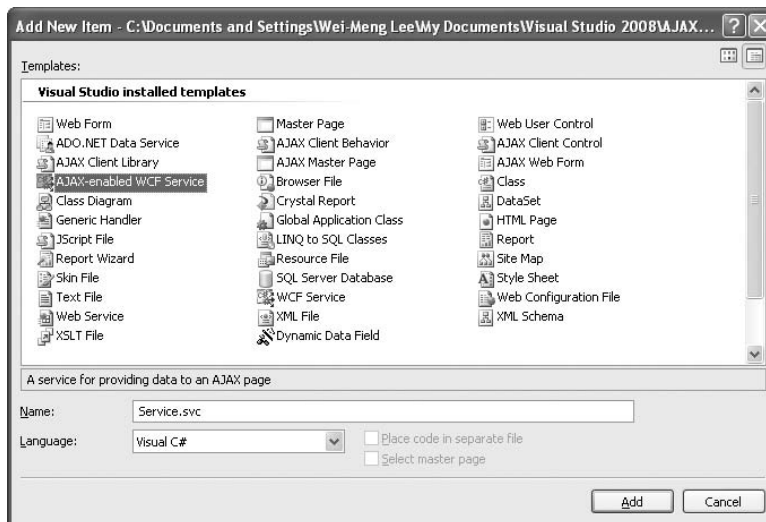 Add New Item - C:\Documents and Settings\Wei-Meng Lee\My Documents\Visual Studio 2008\AJAX...
Templates:
Visual Studio installed templates
Web Form
Master Page
Web User Control
ADO.NET Data Service
AJAX Client Behavior
AJAX Client Control
AJAX Client Library
AJAX Master Page
AJAX Web Form
AJAX-enabled WCF Service
Browser File
Class
Class Diagram
Crystal Report
DataSet
Generic Handler
Global Application Class
HTML Page
JScript File
LINQ to SQL Classes
Report
Report Wizard
Resource File
Site Map
Skin File
SQL Server Database
Style Sheet
Text File
WCF Service
Web Configuration File
Web Service
XML File
XML Schema
XSLT File
Dynamic Data Field
A service for providing data to an AJAX page
Name:
Service.svc
Language:
Visual C#
Place code in separate file
Select master page
Add
Cancel